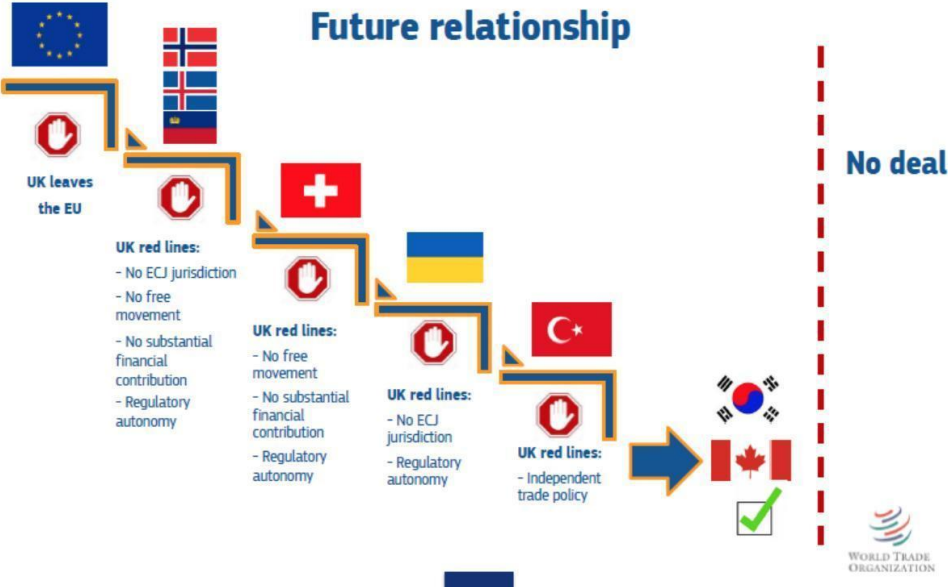 Future relationship
No deal
UK leaves
the EU
UK red lines:
- No ECJ jurisdiction
- No free
movement
- No substantial
financial
contribution
- Regulatory
autonomy
UK red lines:
- No free
movement
- No substantial
financial
contribution
- Regulatory
autonomy
UK red lines:
- No ECJ
jurisdiction
- Regulatory
autonomy
UK red lines:
- Independent
trade policy
WORLD TRADE
ORGANIZATION